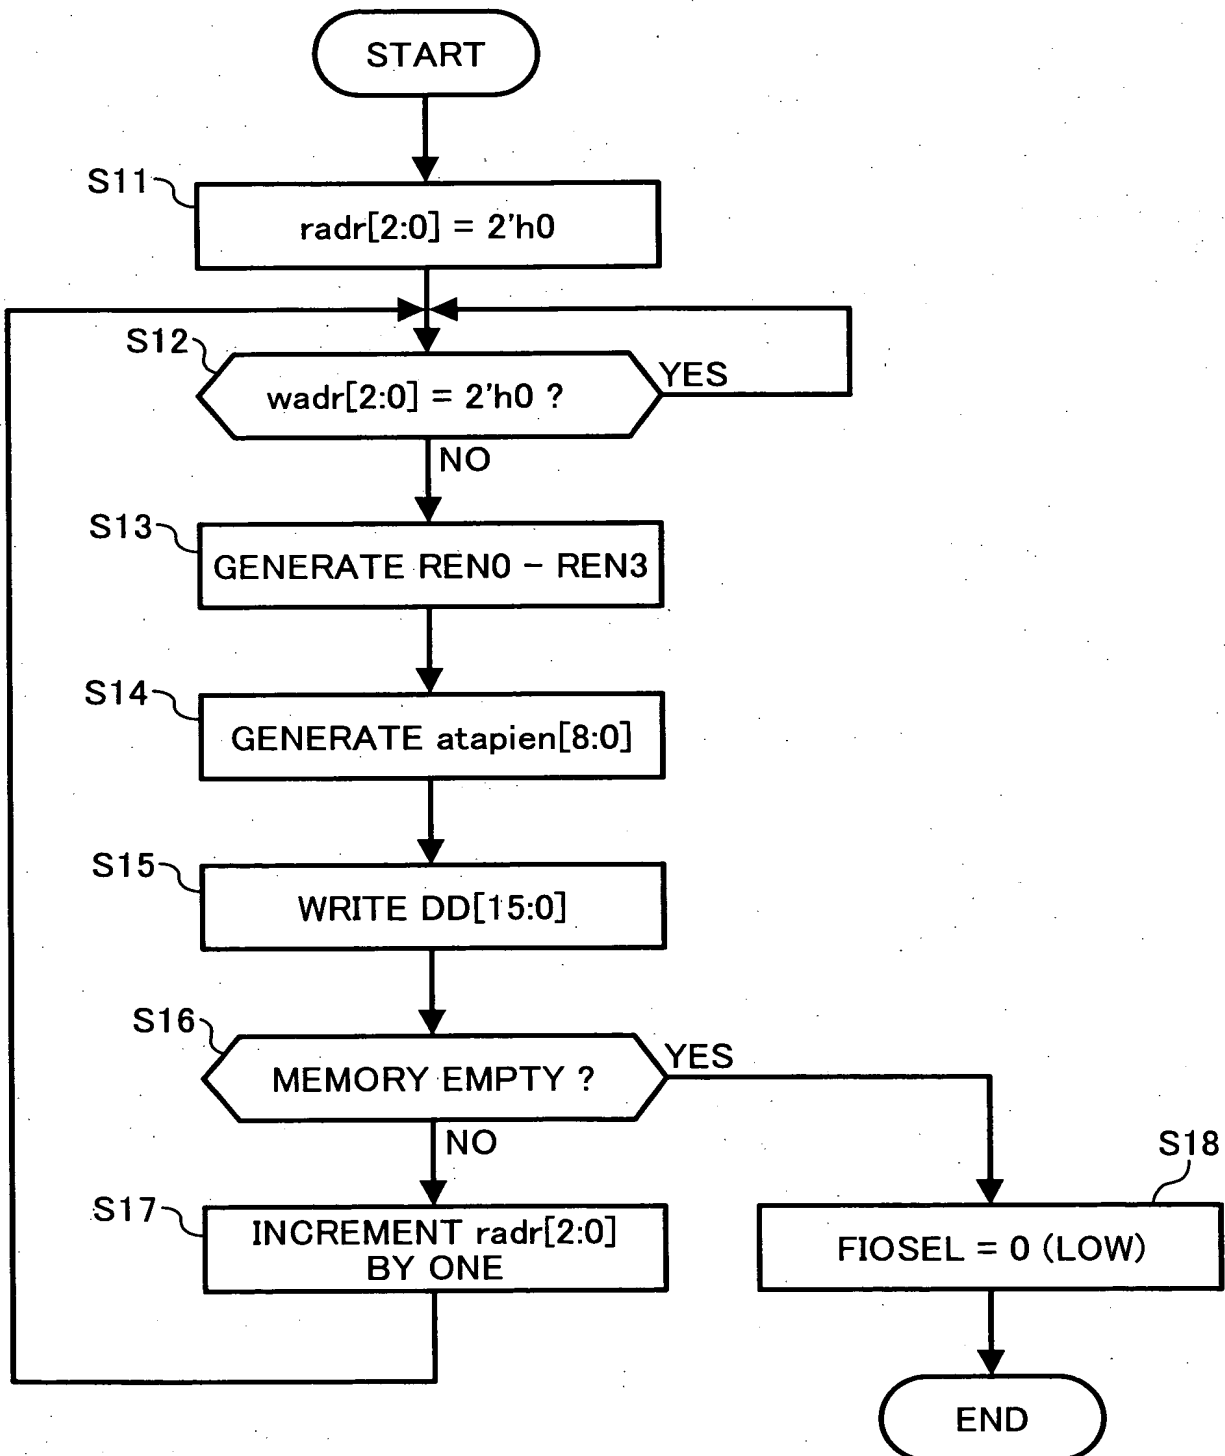 START
S11
radr[2:0] = 2'h0
S12
wadr[2:0] = 2'h0 ?
YES
NO
S13
GENERATE REN0 – REN3
S14
GENERATE atapien[8:0]
S15
WRITE DD[15:0]
S16
MEMORY EMPTY ?
YES
NO
S17
INCREMENT radr[2:0]
BY ONE
S18
FIOSEL = 0 (LOW)
END